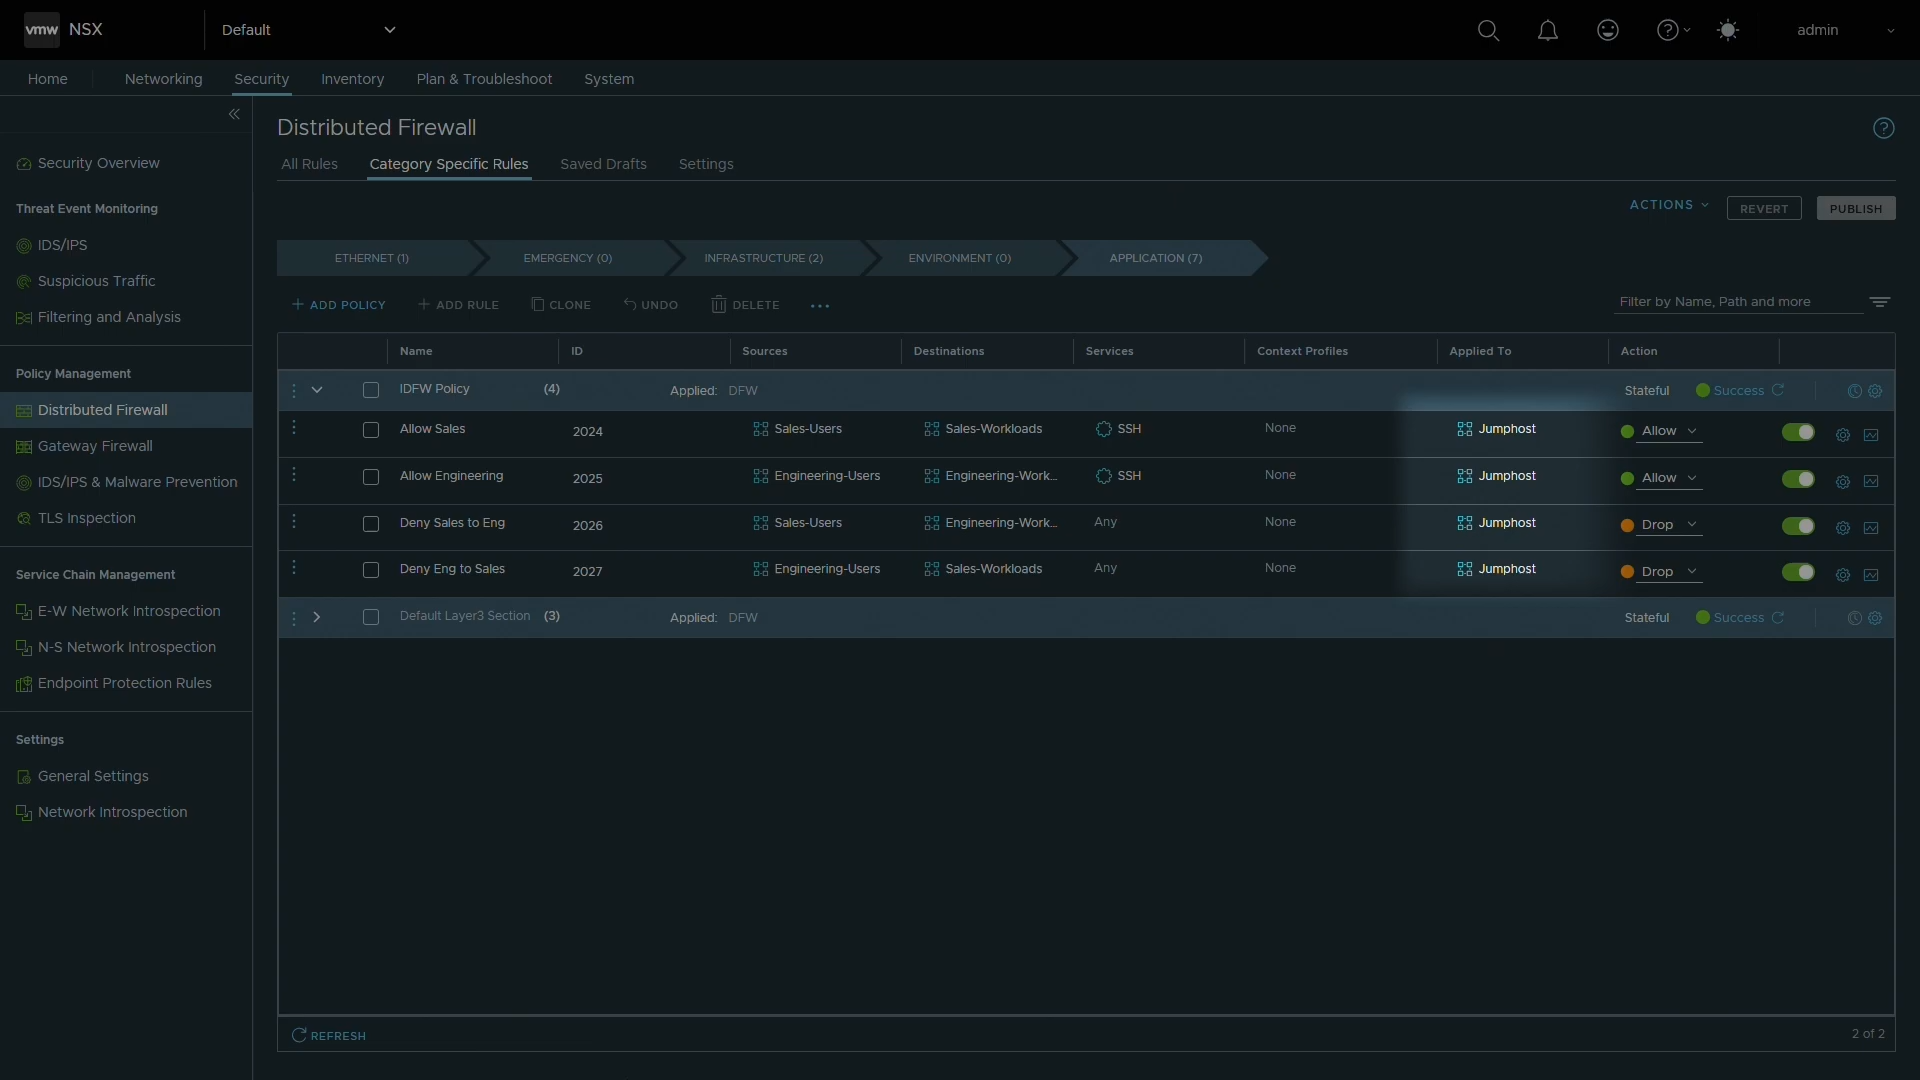 vmw NSX Default admin
Home Networking Security Inventory Plan & Troubleshoot System
Security Overview
Threat Event Monitoring
IDS/IPS
Suspicious Traffic
Filtering and Analysis
Policy Management
Distributed Firewall
Gateway Firewall
IDS/IPS & Malware Prevention
TLS Inspection
Service Chain Management
E-W Network Introspection
N-S Network Introspection
Endpoint Protection Rules
Settings
General Settings
Network Introspection
Distributed Firewall
All Rules Category Specific Rules Saved Drafts Settings
ACTIONS REVERT PUBLISH
ETHERNET (1) EMERGENCY (0) INFRASTRUCTURE (2) ENVIRONMENT (0) APPLICATION (7)
ADD POLICY ADD RULE CLONE UNDO DELETE Filter by Name, Path and more
Name ID Sources Destinations Services Context Profiles Applied To Action
IDFW Policy (4) Applied: DFW Stateful Success
Allow Sales 2024 Sales-Users Sales-Workloads SSH None Jumphost Allow
Allow Engineering 2025 Engineering-Users Engineering-Work... SSH None Jumphost Allow
Deny Sales to Eng 2026 Sales-Users Engineering-Work... Any None Jumphost Drop
Deny Eng to Sales 2027 Engineering-Users Sales-Workloads Any None Jumphost Drop
Default Layer3 Section (3) Applied: DFW Stateful Success
REFRESH 2 of 2